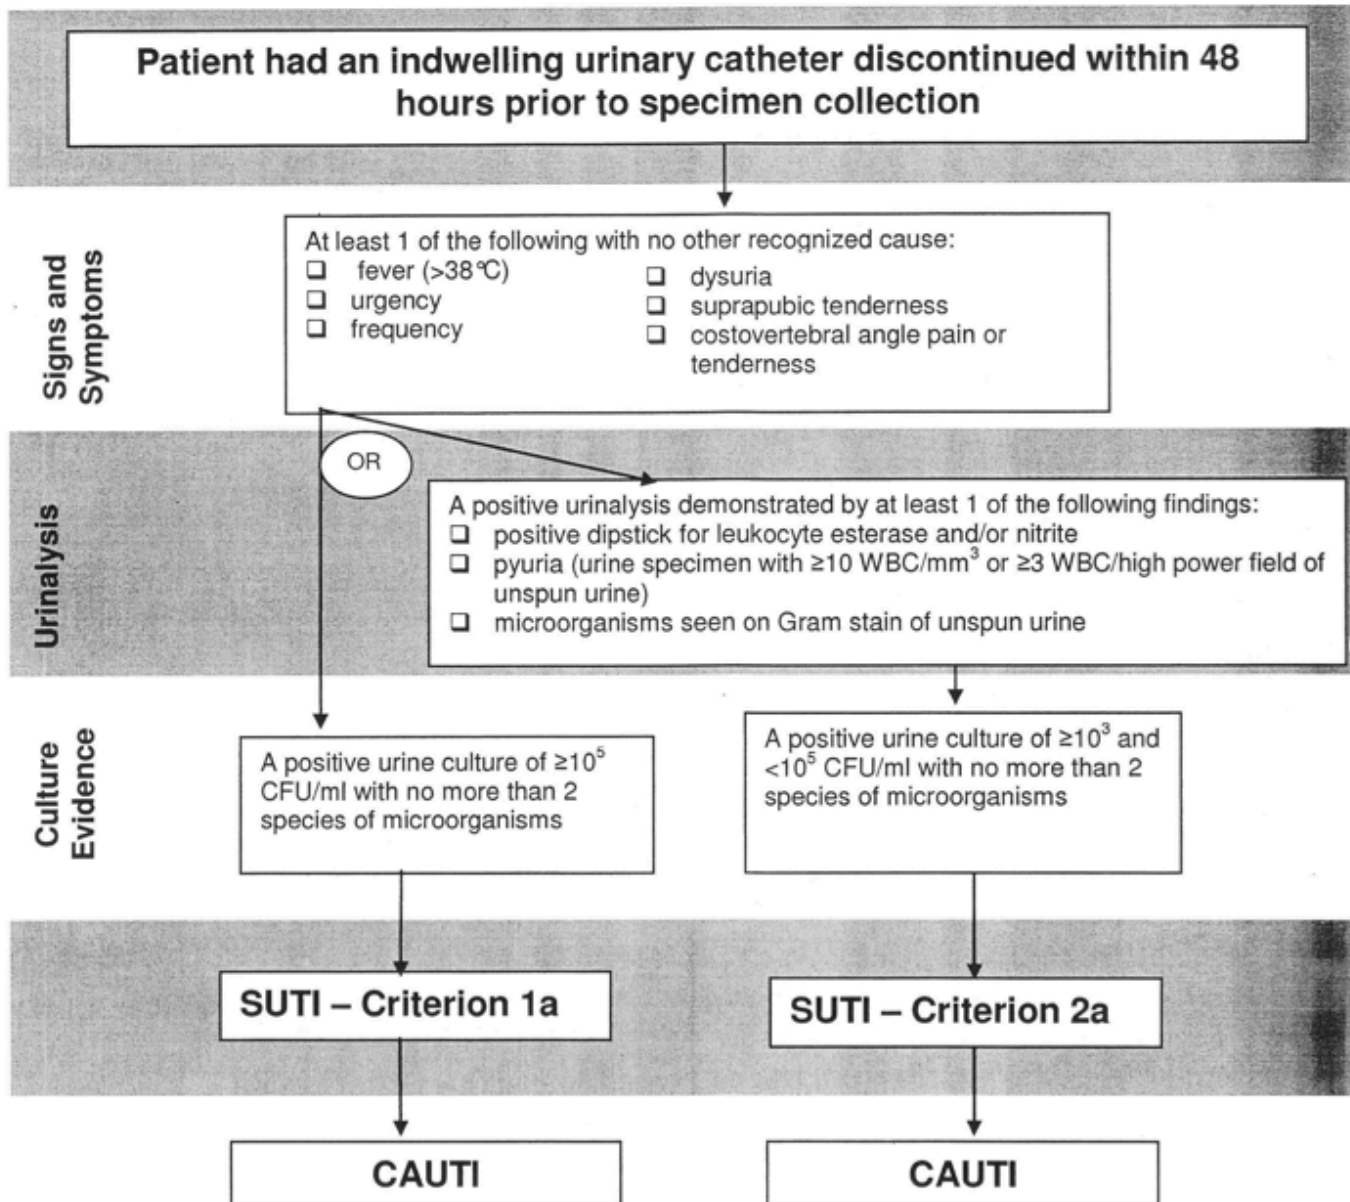 Patient had an indwelling urinary catheter discontinued within 48
hours prior to specimen collection
Signs and
Symptoms
At least 1 of the following with no other recognized cause:
❑ fever (>38°C)
❑ urgency
❑ frequency
❑ dysuria
❑ suprapubic tenderness
❑ costovertebral angle pain or
tenderness
OR
Urinalysis
A positive urinalysis demonstrated by at least 1 of the following findings:
❑ positive dipstick for leukocyte esterase and/or nitrite
❑ pyuria (urine specimen with ≥10 WBC/mm³ or ≥3 WBC/high power field of
unspun urine)
❑ microorganisms seen on Gram stain of unspun urine
Culture
Evidence
A positive urine culture of ≥10⁵
CFU/ml with no more than 2
species of microorganisms
A positive urine culture of ≥10³ and
<10⁵ CFU/ml with no more than 2
species of microorganisms
SUTI – Criterion 1a
SUTI – Criterion 2a
CAUTI
CAUTI